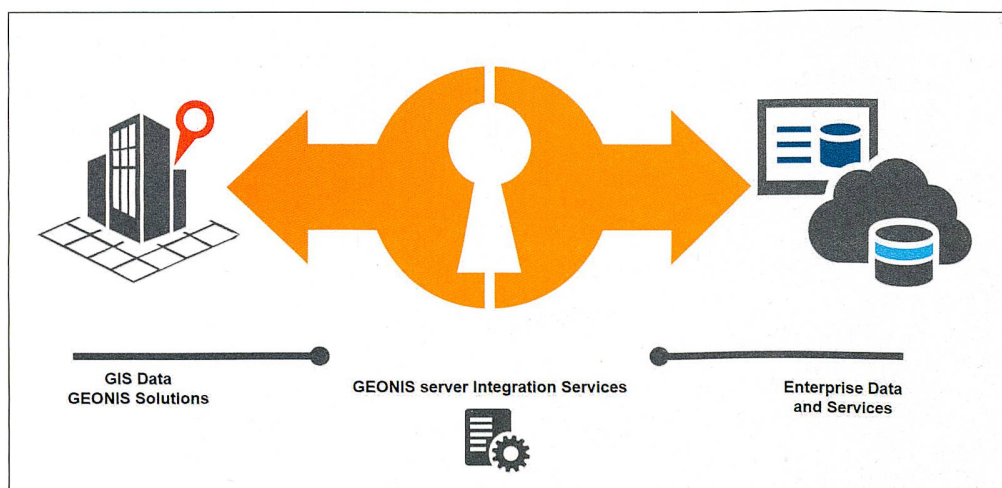 GIS Data
GEONIS Solutions
GEONIS server Integration Services
Enterprise Data
and Services